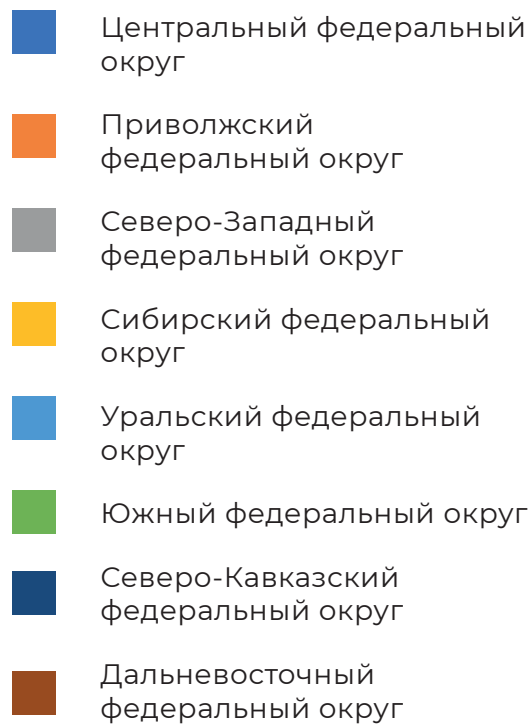 Центральный федеральный
округ
Приволжский
федеральный округ
Северо-Западный
федеральный округ
Сибирский федеральный
округ
Уральский федеральный
округ
Южный федеральный округ
Северо-Кавказский
федеральный округ
Дальневосточный
федеральный округ